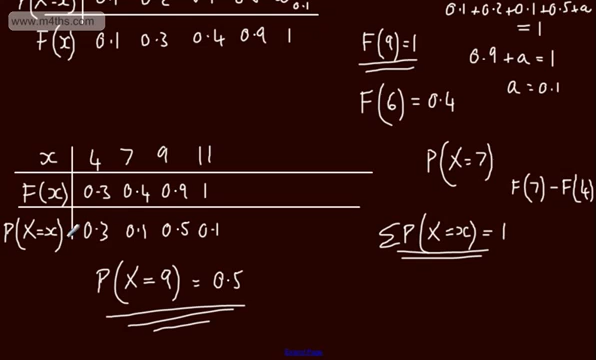 P(X=x)
www.m4ths.com
F(x) 0.1 0.3 0.4 0.9 1
0.1+0.2+0.1+0.5+a
= 1
0.9+a = 1
a = 0.1
F(9)=1
F(6) = 0.4
x 4 7 9 11
F(x) 0.3 0.4 0.9 1
P(X=x) 0.3 0.1 0.5 0.1
P(X=9) = 0.5
P(X=7)
F(7) - F(4)
∑P(X=x) = 1